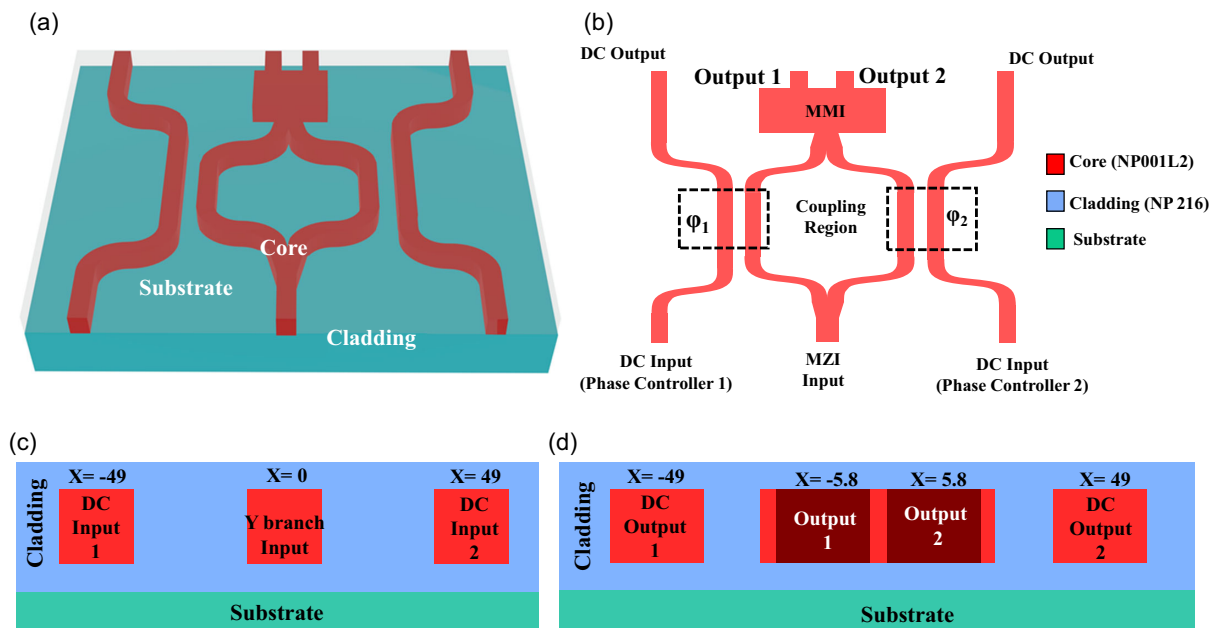 (a)
Core
Substrate
Cladding
(b)
DC Output
DC Output
Output 1
Output 2
MMI
φ1
Coupling
Region
φ2
DC Input
(Phase Controller 1)
MZI
Input
DC Input
(Phase Controller 2)
Core (NP001L2)
Cladding (NP 216)
Substrate
(c)
Cladding
X= -49
X= 0
X= 49
DC
Input
1
Y branch
Input
DC
Input
2
Substrate
(d)
Cladding
X= -49
X= -5.8
X= 5.8
X= 49
DC
Output
1
Output
1
Output
2
DC
Output
2
Substrate